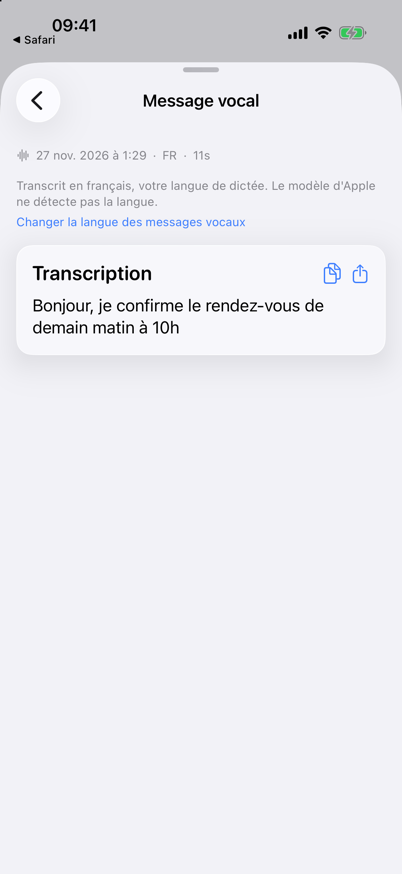 09:41
◀ Safari
Message vocal
27 nov. 2026 à 1:29 · FR · 11s
Transcrit en français, votre langue de dictée. Le modèle d'Apple
ne détecte pas la langue.
Changer la langue des messages vocaux
Transcription
Bonjour, je confirme le rendez-vous de
demain matin à 10h